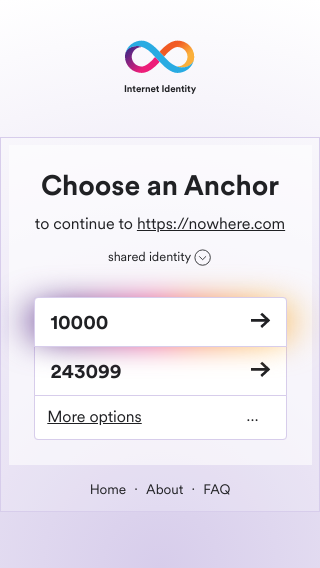 Internet Identity
Choose an Anchor
to continue to https://nowhere.com
shared identity
10000
243099
More options ...
Home · About · FAQ